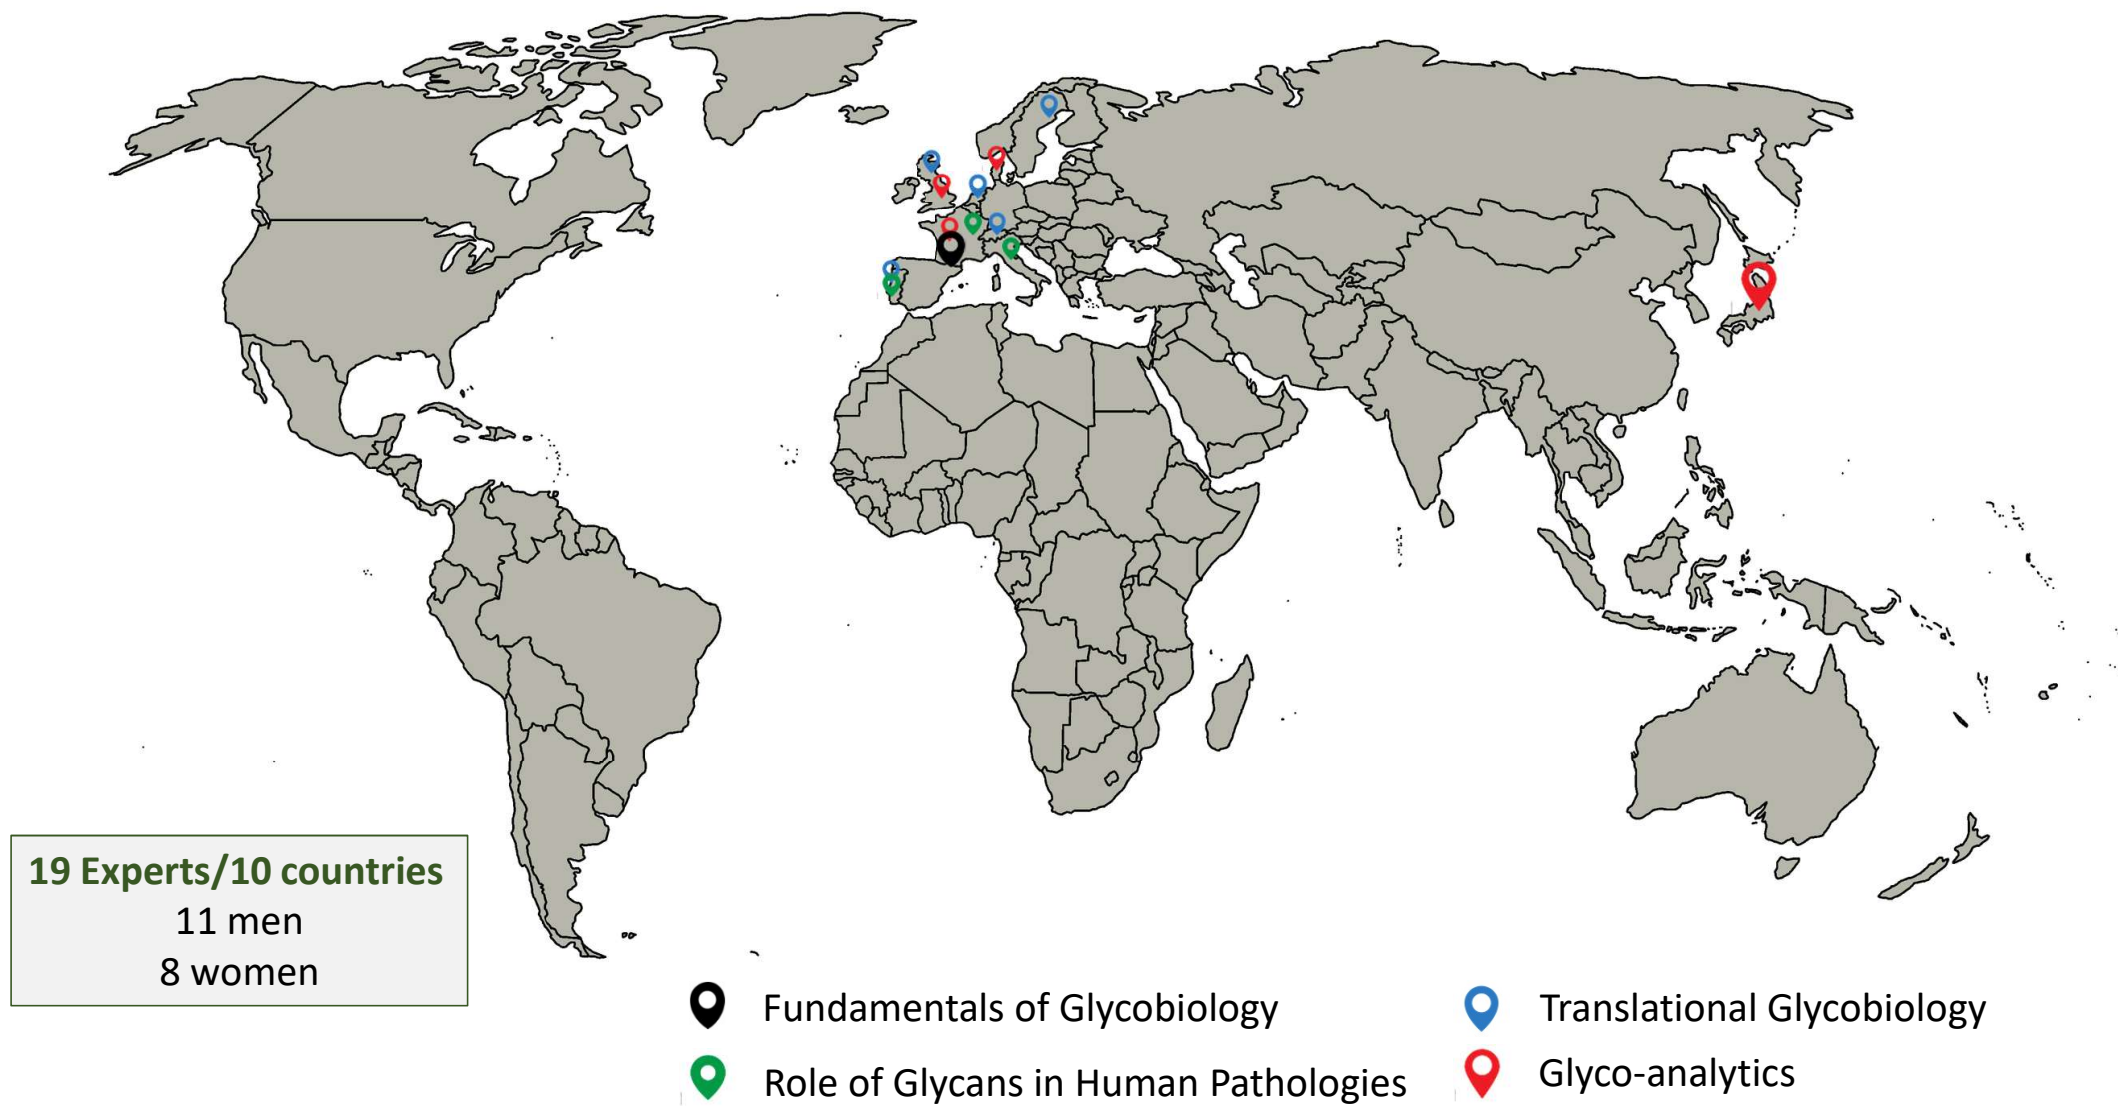 19 Experts/10 countries
11 men
8 women
Fundamentals of Glycobiology
Translational Glycobiology
Role of Glycans in Human Pathologies
Glyco-analytics